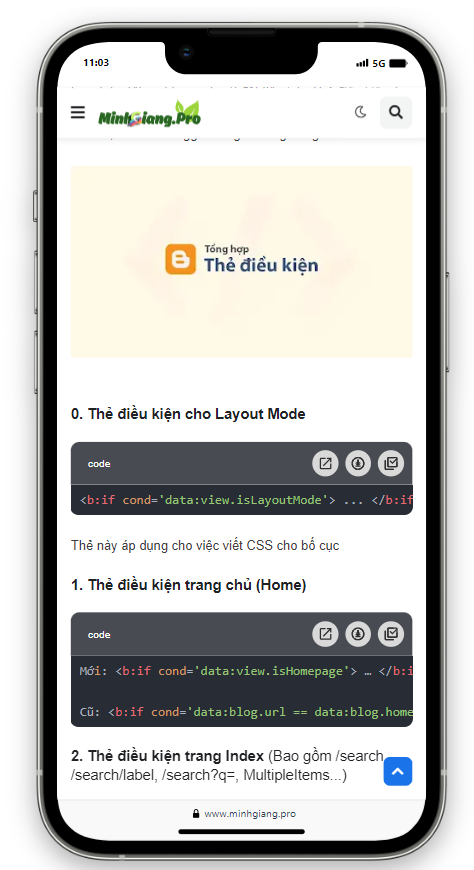 11:03
5G
MinhGiang.Pro
Tổng hợp
Thẻ điều kiện
0. Thẻ điều kiện cho Layout Mode
code
<b:if cond='data:view.isLayoutMode'> ... </b:if
Thẻ này áp dụng cho việc viết CSS cho bố cục
1. Thẻ điều kiện trang chủ (Home)
code
Mới: <b:if cond='data:view.isHomepage'> … </b:i
Cũ: <b:if cond='data:blog.url == data:blog.home
2. Thẻ điều kiện trang Index (Bao gồm /search
/search/label, /search?q=, MultipleItems...)
www.minhgiang.pro